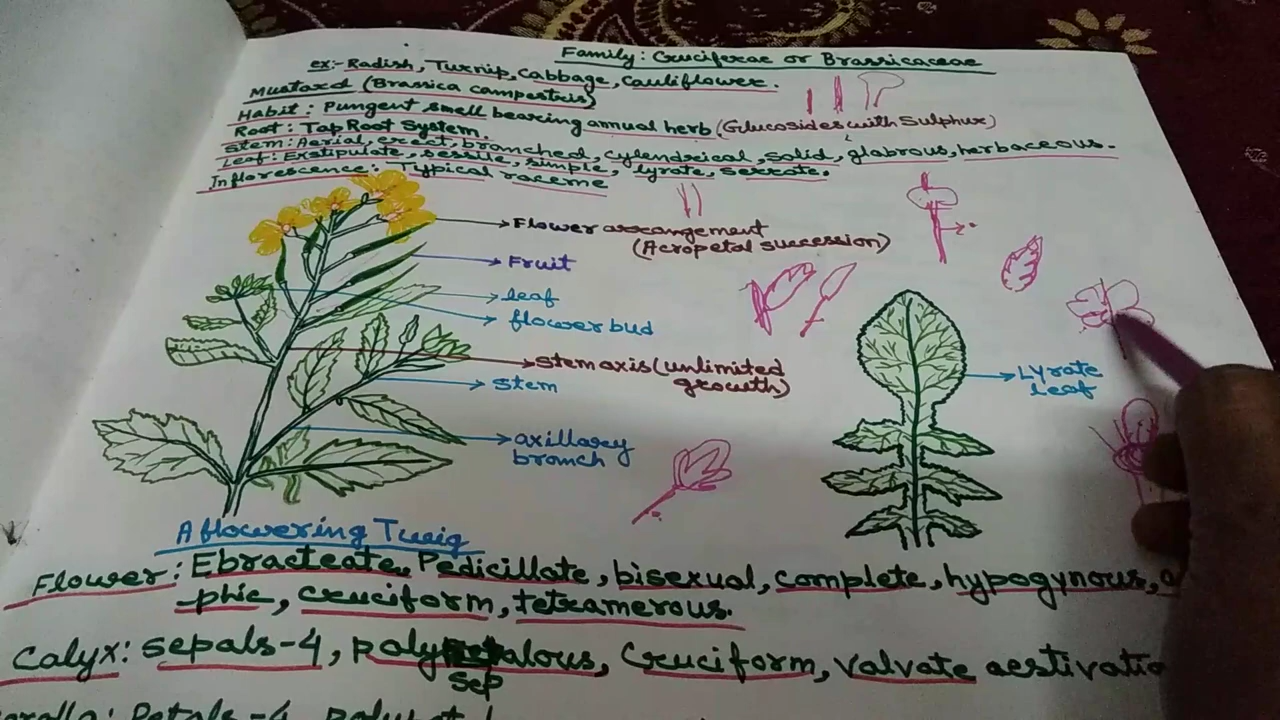 Family: Cruciferae or Brassicaceae
ex:- Radish, Turnip, Cabbage, Cauliflower.
Mustard (Brassica campestris)
Habit: Pungent smell bearing annual herb (Glucosides with Sulphur)
Root: Tap Root System.
Stem: Aerial, erect, branched, cylendrical, solid, glabrous, herbaceous.
Leaf: Exstipulate, sessile, simple, lyrate, serrate.
Inflorescence: Typical raceme
Flower arrangement
(Acropetal succession)
Fruit
leaf
flower bud
Stem axis (unlimited
growth)
Stem
axillary
branch
Lyrate
leaf
A flowering Twig
Flower: Ebracteate, Pedicillate, bisexual, complete, hypogynous,
-phic, cruciform, tetramerous.
Calyx: sepals-4, polysepalous, Cruciform, valvate aestivatio
Petals-4,